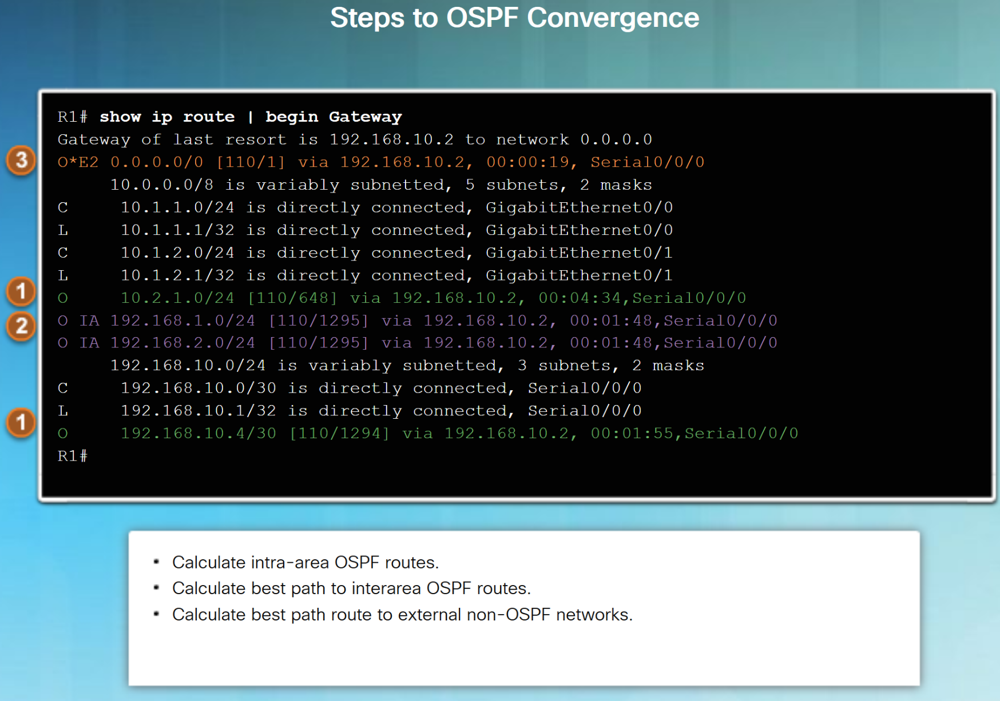 Steps to OSPF Convergence
R1# show ip route | begin Gateway
Gateway of last resort is 192.168.10.2 to network 0.0.0.0
3
O*E2 0.0.0.0/0 [110/1] via 192.168.10.2, 00:00:19, Serial0/0/0
10.0.0.0/8 is variably subnetted, 5 subnets, 2 masks
C 10.1.1.0/24 is directly connected, GigabitEthernet0/0
L 10.1.1.1/32 is directly connected, GigabitEthernet0/0
C 10.1.2.0/24 is directly connected, GigabitEthernet0/1
L 10.1.2.1/32 is directly connected, GigabitEthernet0/1
1
O 10.2.1.0/24 [110/648] via 192.168.10.2, 00:04:34,Serial0/0/0
2
O IA 192.168.1.0/24 [110/1295] via 192.168.10.2, 00:01:48,Serial0/0/0
O IA 192.168.2.0/24 [110/1295] via 192.168.10.2, 00:01:48,Serial0/0/0
192.168.10.0/24 is variably subnetted, 3 subnets, 2 masks
C 192.168.10.0/30 is directly connected, Serial0/0/0
L 192.168.10.1/32 is directly connected, Serial0/0/0
1
O 192.168.10.4/30 [110/1294] via 192.168.10.2, 00:01:55,Serial0/0/0
R1#
▪ Calculate intra-area OSPF routes.
▪ Calculate best path to interarea OSPF routes.
▪ Calculate best path route to external non-OSPF networks.